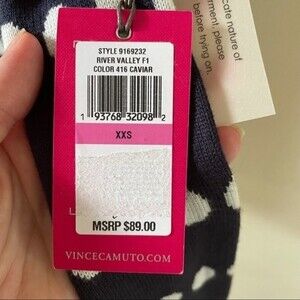 STYLE 9169232
RIVER VALLEY F1
COLOR 416 CAVIAR
1 93768 32098 2
XXS
MSRP $89.00
VINCECAMUTO.COM
cate nature of
rment, please
before trying on.